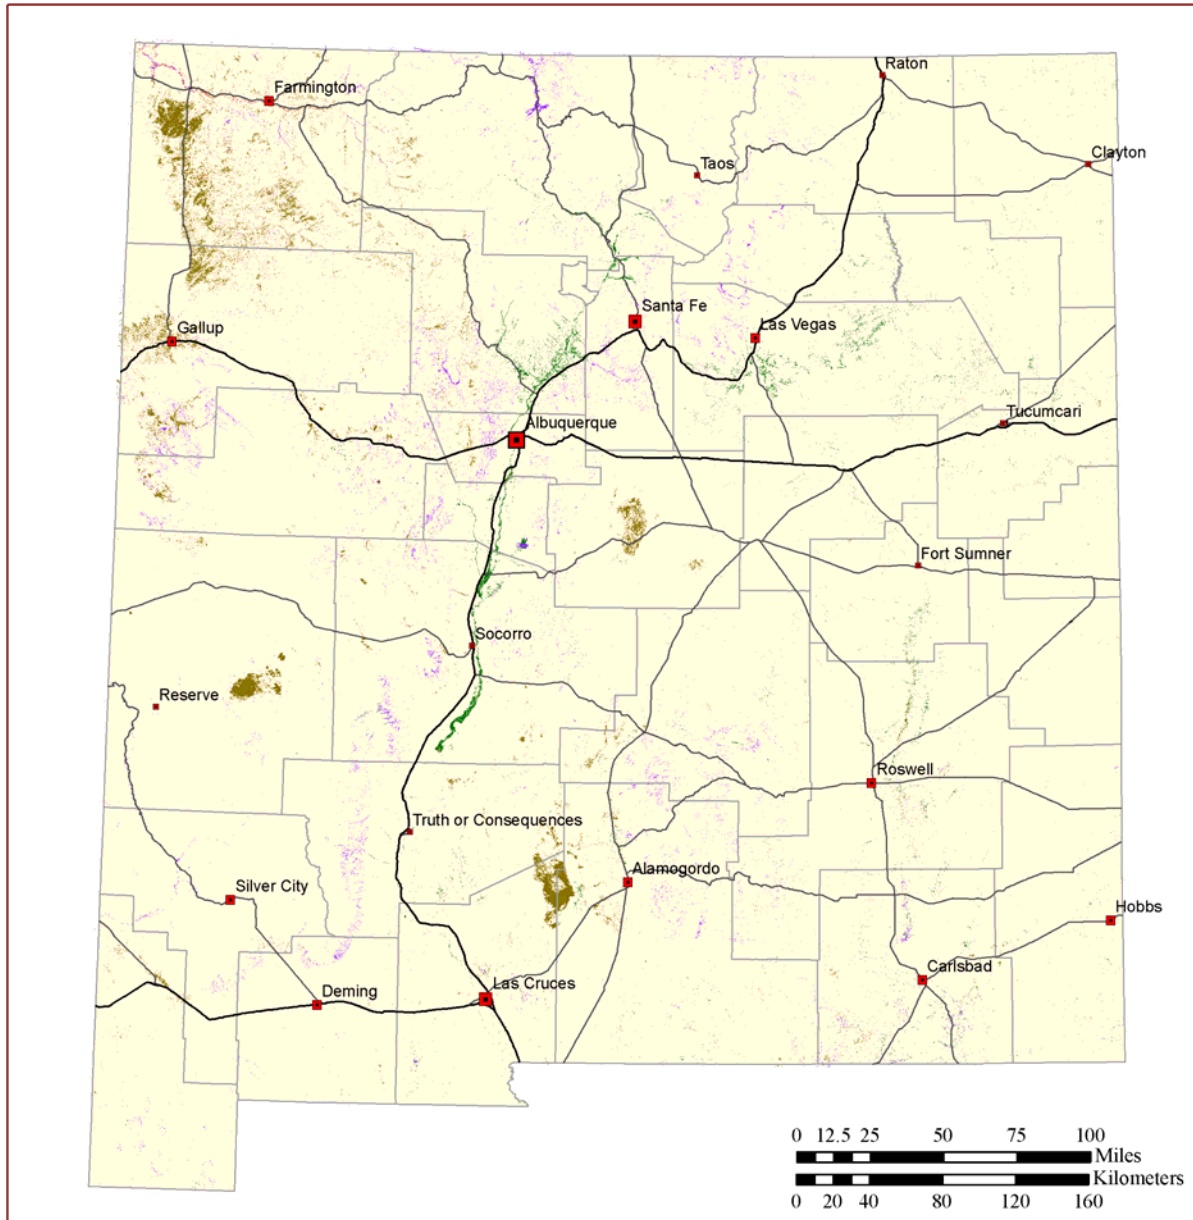 Raton
Farmington
Clayton
Taos
Santa Fe
Gallup
Las Vegas
Tucumcari
Albuquerque
Fort Sumner
Socorro
Reserve
Roswell
Truth or Consequences
Alamogordo
Silver City
Hobbs
Carlsbad
Las Cruces
Deming
0 12.5 25 50 75 100
Miles
Kilometers
0 20 40 80 120 160